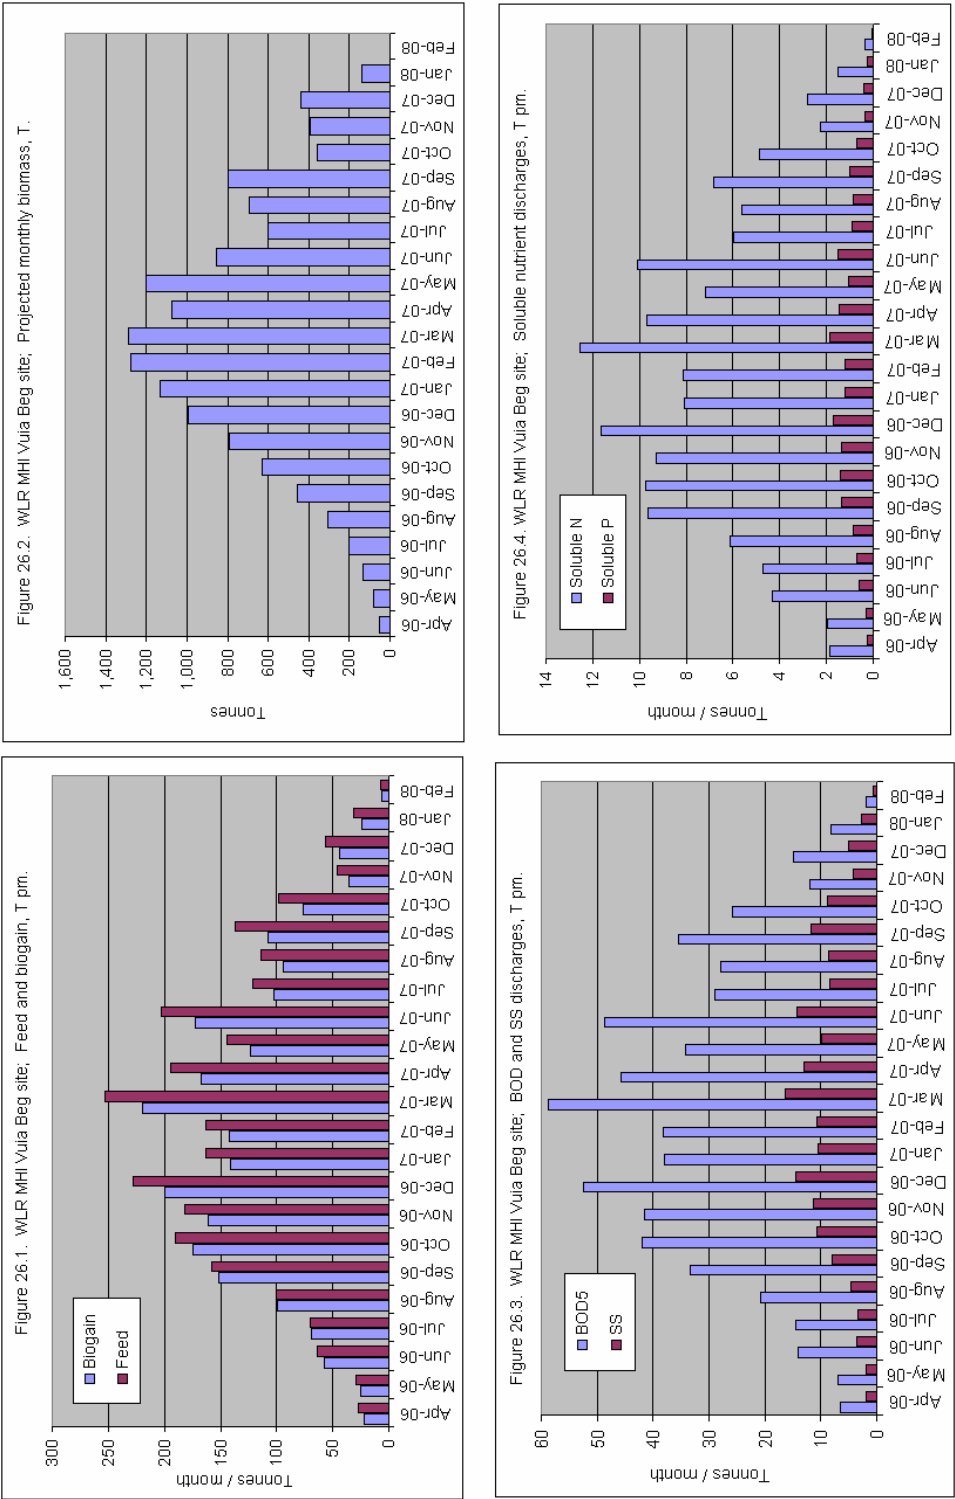 Figure 26.1.  WLR MHI Vuia Beg site;  Feed and biogain, T pm.
Biogain
Feed
Tonnes / month
300
250
200
150
100
50
0
Apr-06
May-06
Jun-06
Jul-06
Aug-06
Sep-06
Oct-06
Nov-06
Dec-06
Jan-07
Feb-07
Mar-07
Apr-07
May-07
Jun-07
Jul-07
Aug-07
Sep-07
Oct-07
Nov-07
Dec-07
Jan-08
Feb-08
Figure 26.2.  WLR MHI Vuia Beg site;  Projected monthly biomass, T.
Tonnes
1,600
1,400
1,200
1,000
800
600
400
200
0
Apr-06
May-06
Jun-06
Jul-06
Aug-06
Sep-06
Oct-06
Nov-06
Dec-06
Jan-07
Feb-07
Mar-07
Apr-07
May-07
Jun-07
Jul-07
Aug-07
Sep-07
Oct-07
Nov-07
Dec-07
Jan-08
Feb-08
Figure 26.3.  WLR MHI Vuia Beg site;  BOD and SS discharges, T pm.
BOD5
SS
Tonnes / month
60
50
40
30
20
10
0
Apr-06
May-06
Jun-06
Jul-06
Aug-06
Sep-06
Oct-06
Nov-06
Dec-06
Jan-07
Feb-07
Mar-07
Apr-07
May-07
Jun-07
Jul-07
Aug-07
Sep-07
Oct-07
Nov-07
Dec-07
Jan-08
Feb-08
Figure 26.4. WLR MHI Vuia Beg site;  Soluble nutrient discharges, T pm.
Soluble N
Soluble P
Tonnes / month
14
12
10
8
6
4
2
0
Apr-06
May-06
Jun-06
Jul-06
Aug-06
Sep-06
Oct-06
Nov-06
Dec-06
Jan-07
Feb-07
Mar-07
Apr-07
May-07
Jun-07
Jul-07
Aug-07
Sep-07
Oct-07
Nov-07
Dec-07
Jan-08
Feb-08